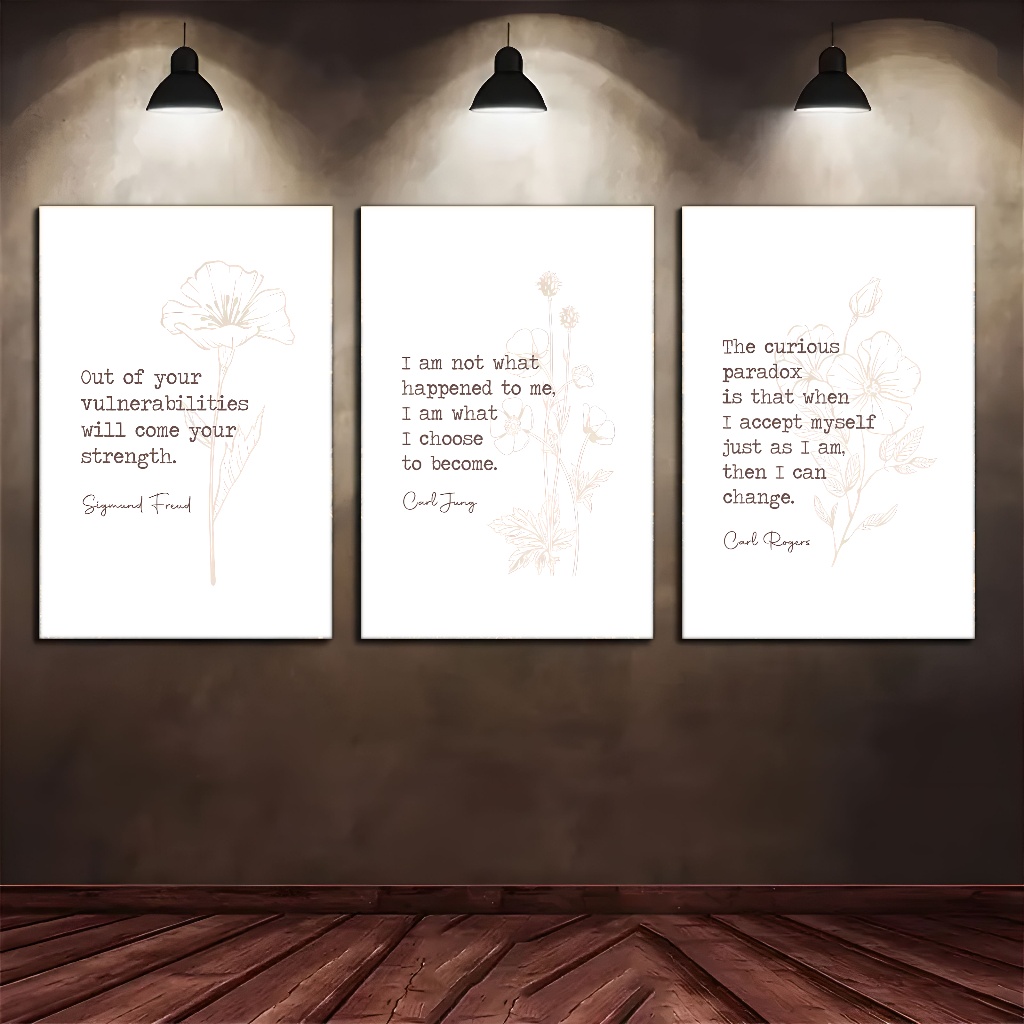 Out of your
vulnerabilities
will come your
strength.
Sigmund Freud
I am not what
happened to me,
I am what
I choose
to become.
Carl Jung
The curious
paradox
is that when
I accept myself
just as I am,
then I can
change.
Carl Rogers